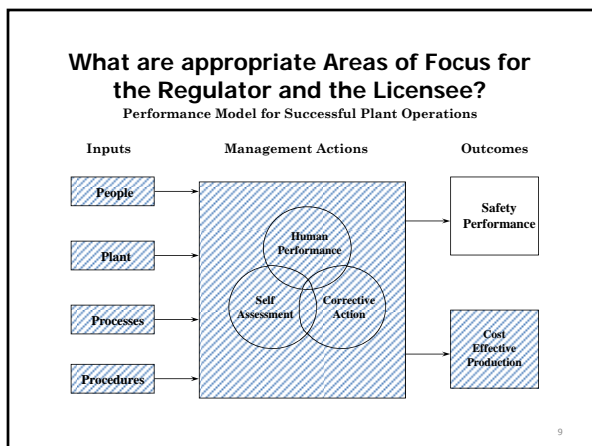 What are appropriate Areas of Focus for
the Regulator and the Licensee?
Performance Model for Successful Plant Operations
Inputs
Management Actions
Outcomes
People
Plant
Processes
Procedures
Human
Performance
Self
Assessment
Corrective
Action
Safety
Performance
Cost
Effective
Production
9